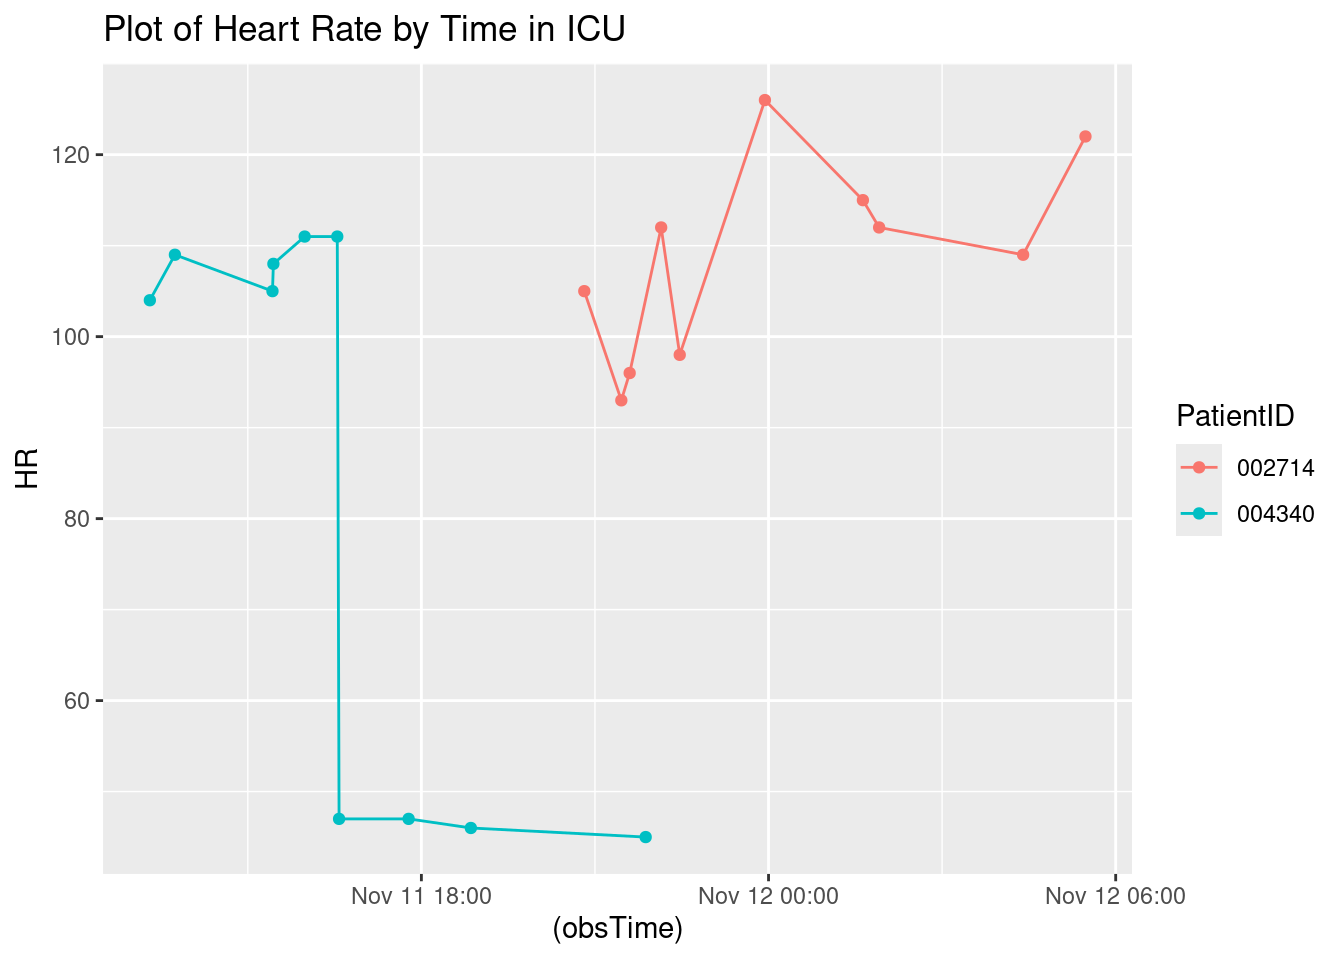 Plot of Heart Rate by Time in ICU
120
100
80
60
HR
Nov 11 18:00
Nov 12 00:00
Nov 12 06:00
(obsTime)
PatientID
002714
004340